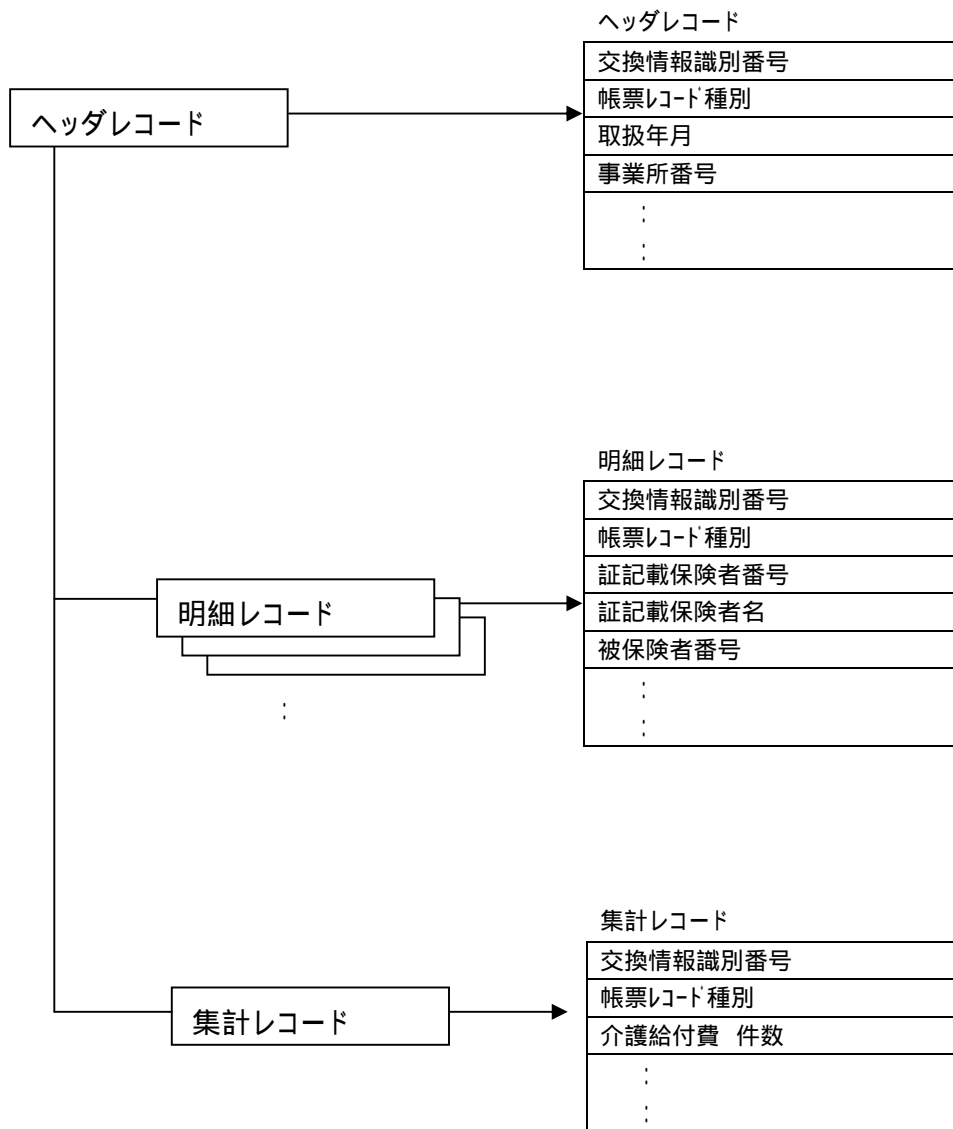 ヘッダレコード
交換情報識別番号
帳票ﾚｺｰﾄﾞ種別
取扱年月
事業所番号
:
:
ヘッダレコード
明細レコード
交換情報識別番号
帳票ﾚｺｰﾄﾞ種別
証記載保険者番号
証記載保険者名
被保険者番号
:
:
明細レコード
:
集計レコード
交換情報識別番号
帳票ﾚｺｰﾄﾞ種別
介護給付費 件数
:
:
集計レコード